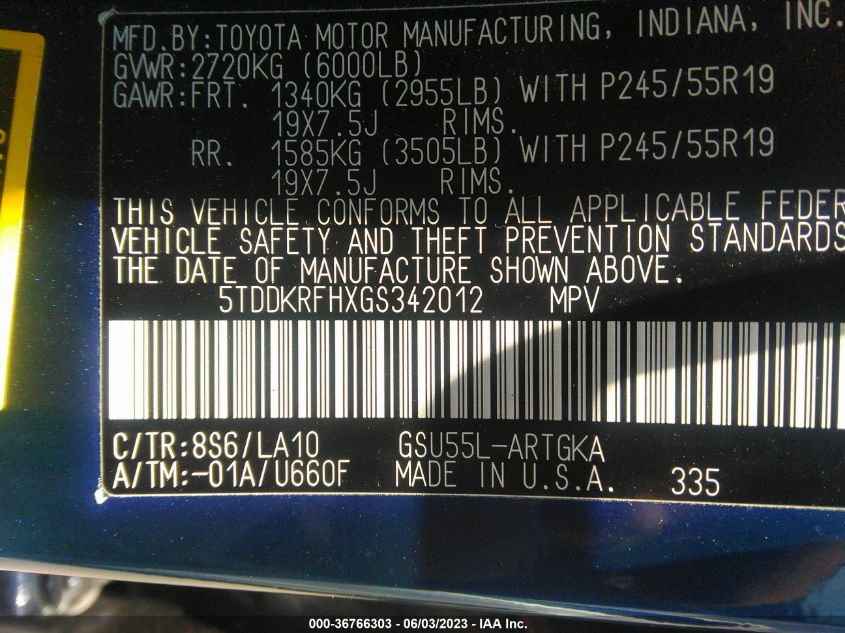 MFD.BY:TOYOTA MOTOR MANUFACTURING, INDIANA, INC.
GVWR:2720KG (6000LB)
GAWR:FRT. 1340KG (2955LB) WITH P245/55R19
19X7.5J RIMS.
RR. 1585KG (3505LB) WITH P245/55R19
19X7.5J RIMS.
THIS VEHICLE CONFORMS TO ALL APPLICABLE FEDER
VEHICLE SAFETY AND THEFT PREVENTION STANDARDS
THE DATE OF MANUFACTURE SHOWN ABOVE.
5TDDKRFHXGS342012 MPV
C/TR:8S6/LA10 GSU55L-ARTGKA
A/TM:-01A/U660F MADE IN U.S.A. 335
000-36766303 - 06/03/2023 - IAA Inc.